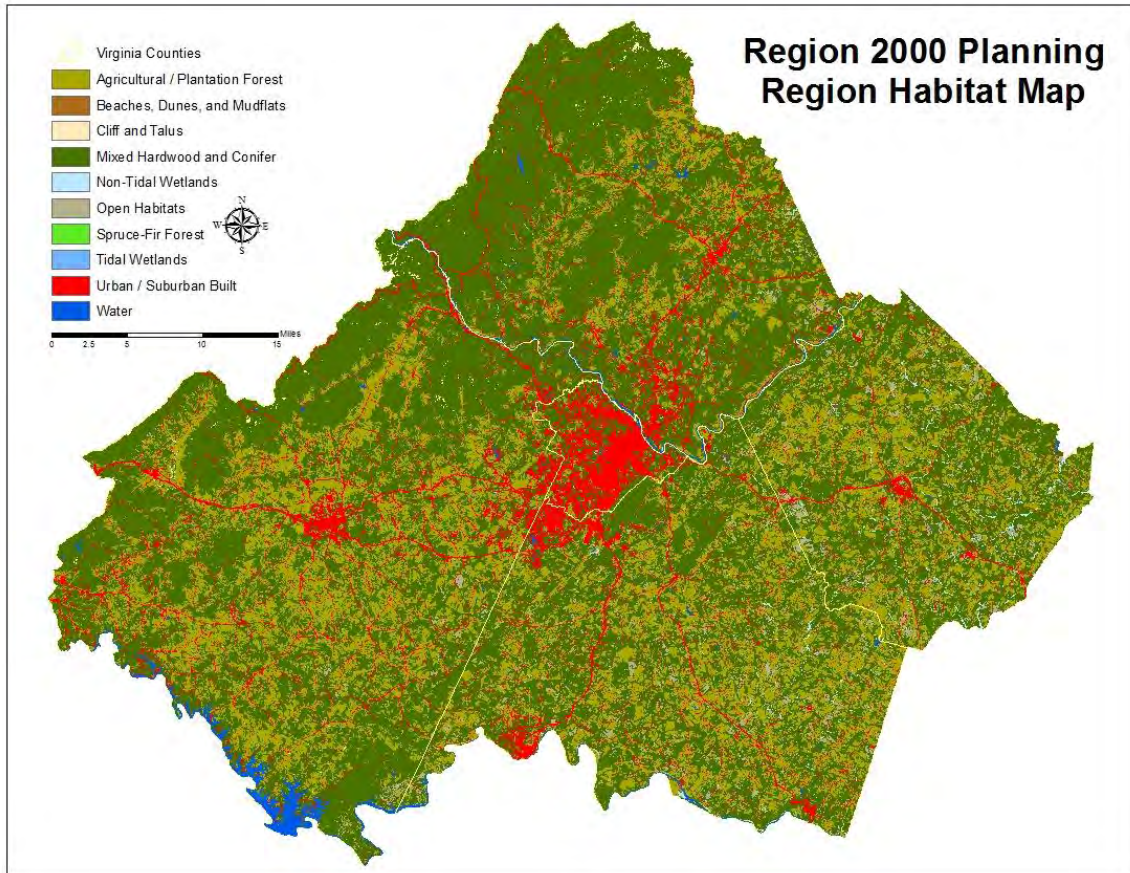 Region 2000 Planning
Region Habitat Map
Virginia Counties
Agricultural / Plantation Forest
Beaches, Dunes, and Mudflats
Cliff and Talus
Mixed Hardwood and Conifer
Non-Tidal Wetlands
Open Habitats
Spruce-Fir Forest
Tidal Wetlands
Urban / Suburban Built
Water
N
W E
S
Miles
0 2.5 5 10 15